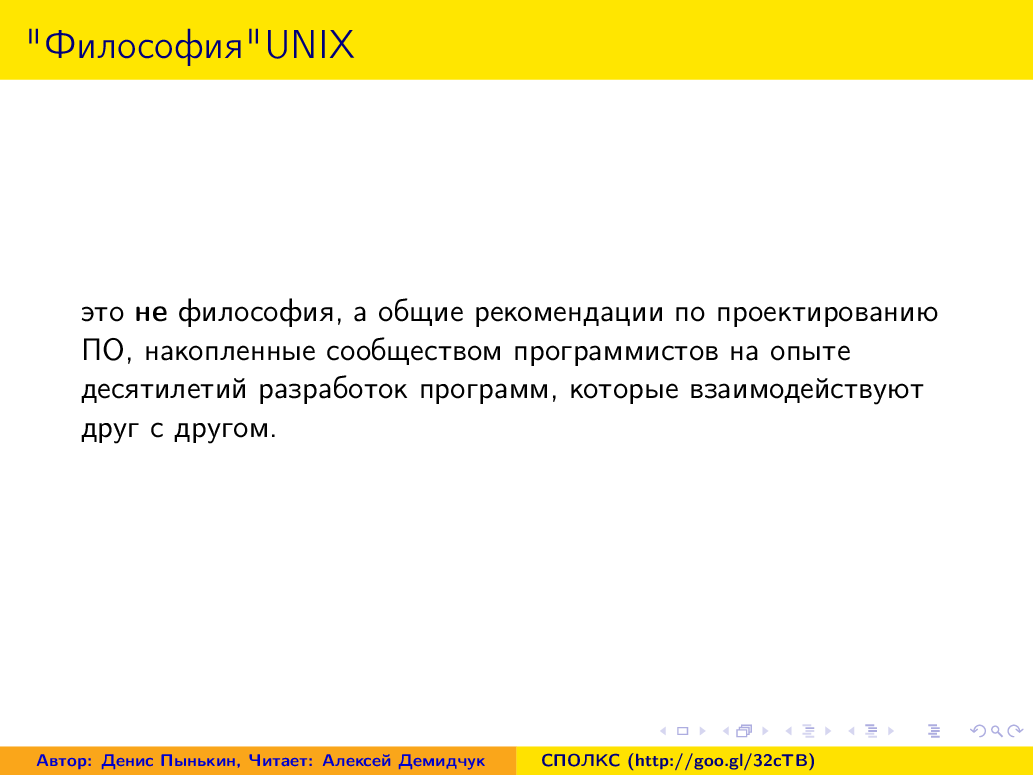 "Философия"UNIX
это не философия, а общие рекомендации по проектированию
ПО, накопленные сообществом программистов на опыте
десятилетий разработок программ, которые взаимодействуют
друг с другом.
Автор: Денис Пынькин, Читает: Алексей Демидчук
СПОЛКС (http://goo.gl/32cTB)